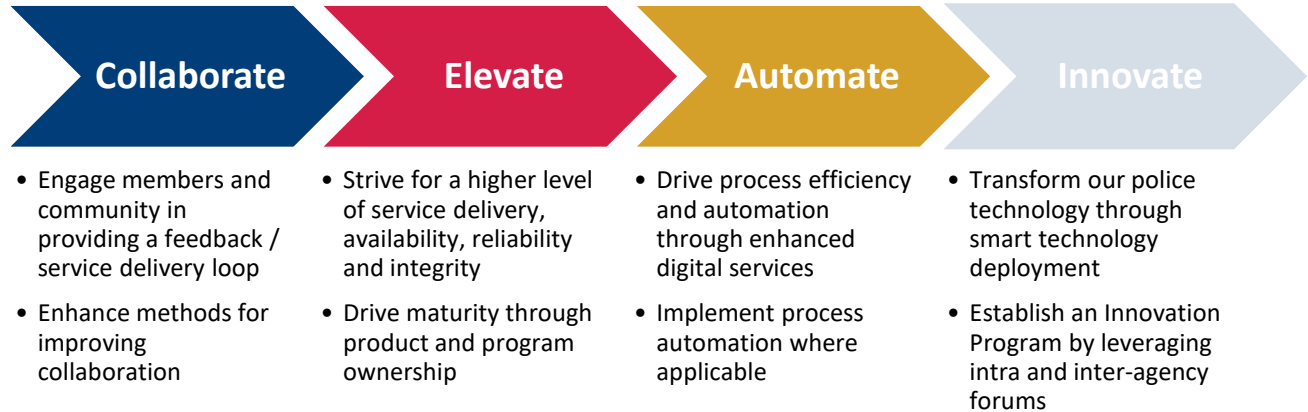 Collaborate
• Engage members and
community in
providing a feedback /
service delivery loop
• Enhance methods for
improving
collaboration
Elevate
• Strive for a higher level
of service delivery,
availability, reliability
and integrity
• Drive maturity through
product and program
ownership
Automate
• Drive process efficiency
and automation
through enhanced
digital services
• Implement process
automation where
applicable
Innovate
• Transform our police
technology through
smart technology
deployment
• Establish an Innovation
Program by leveraging
intra and inter-agency
forums